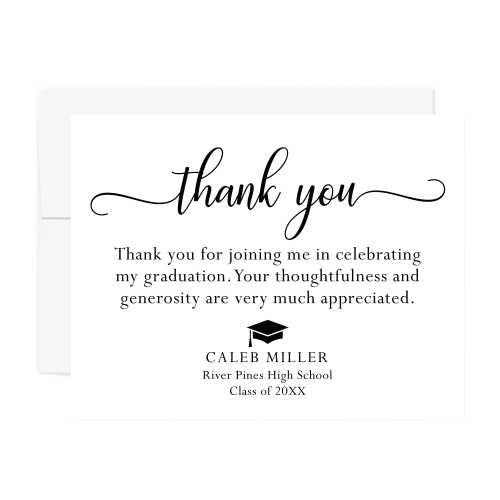 thank you
Thank you for joining me in celebrating
my graduation. Your thoughtfulness and
generosity are very much appreciated.
CALEB MILLER
River Pines High School
Class of 20XX